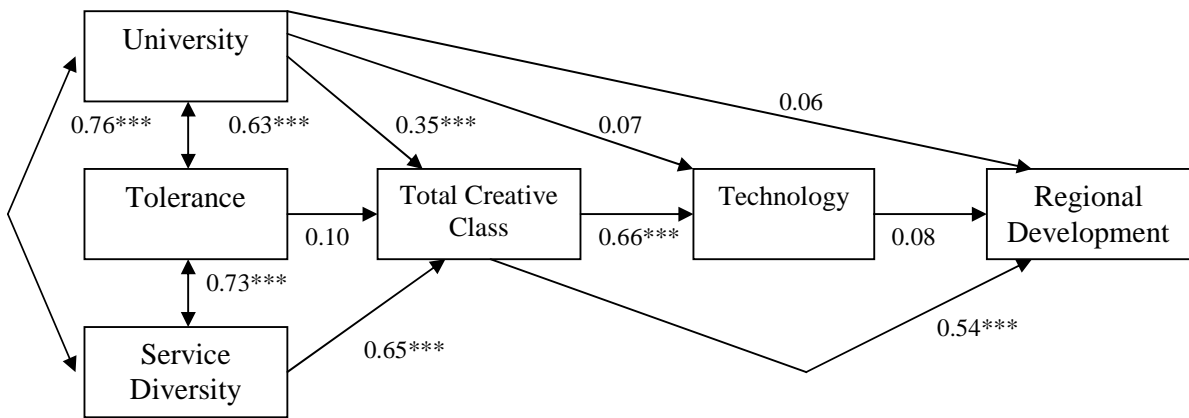 University
0.06
0.76***
0.63***
0.35***
0.07
Tolerance
Total Creative
Class
Technology
Regional
Development
0.10
0.66***
0.08
0.73***
0.54***
Service
Diversity
0.65***